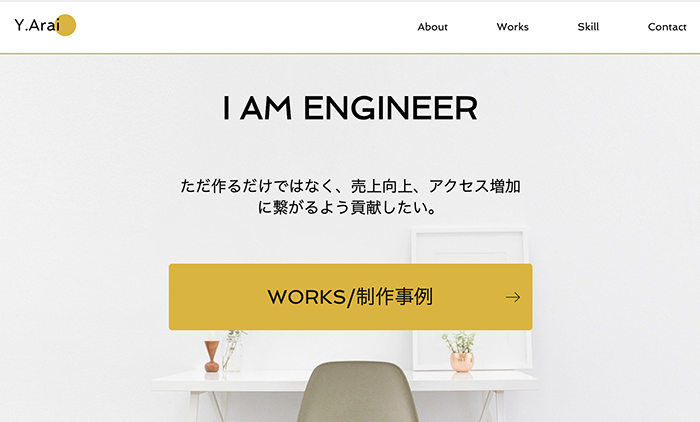 Y.Arai
About
Works
Skill
Contact
I AM ENGINEER
ただ作るだけではなく、売上向上、アクセス増加
に繋がるよう貢献したい。
WORKS/制作事例